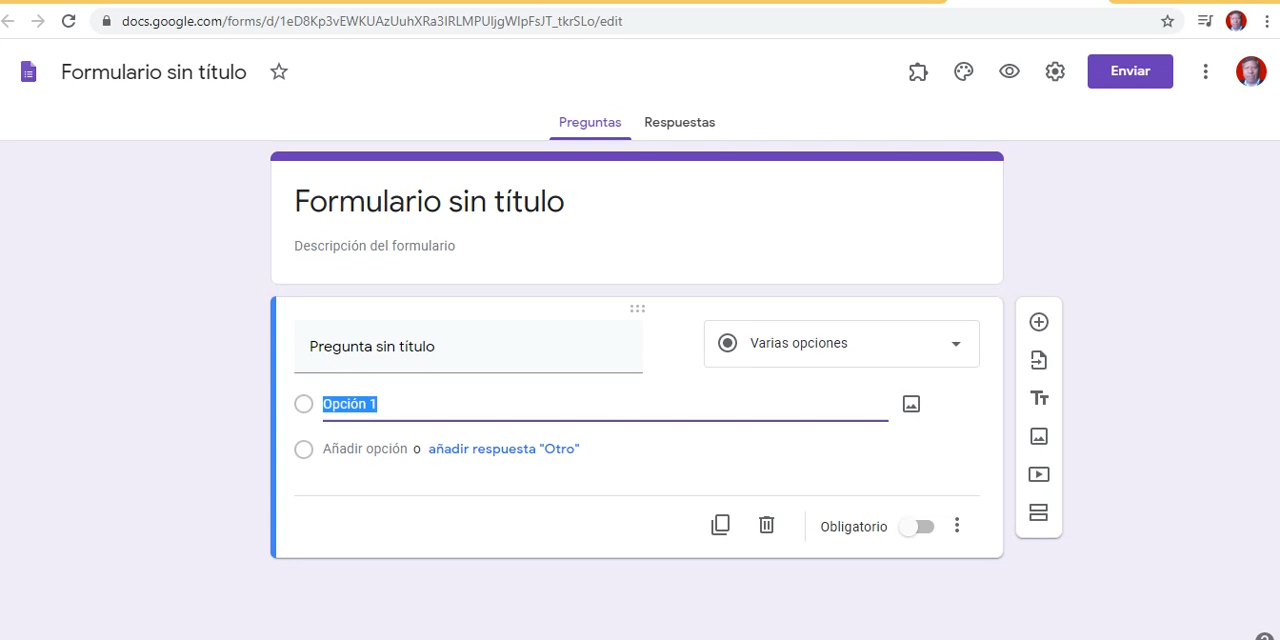 docs.google.com/forms/d/1eD8Kp3vEWKUAzUuhXRa3IRLMPUljgWlpFsJT_tkrSLo/edit
Formulario sin título
Enviar
Preguntas Respuestas
Formulario sin título
Descripción del formulario
Pregunta sin título
Varias opciones
Opción 1
Añadir opción o añadir respuesta "Otro"
Obligatorio